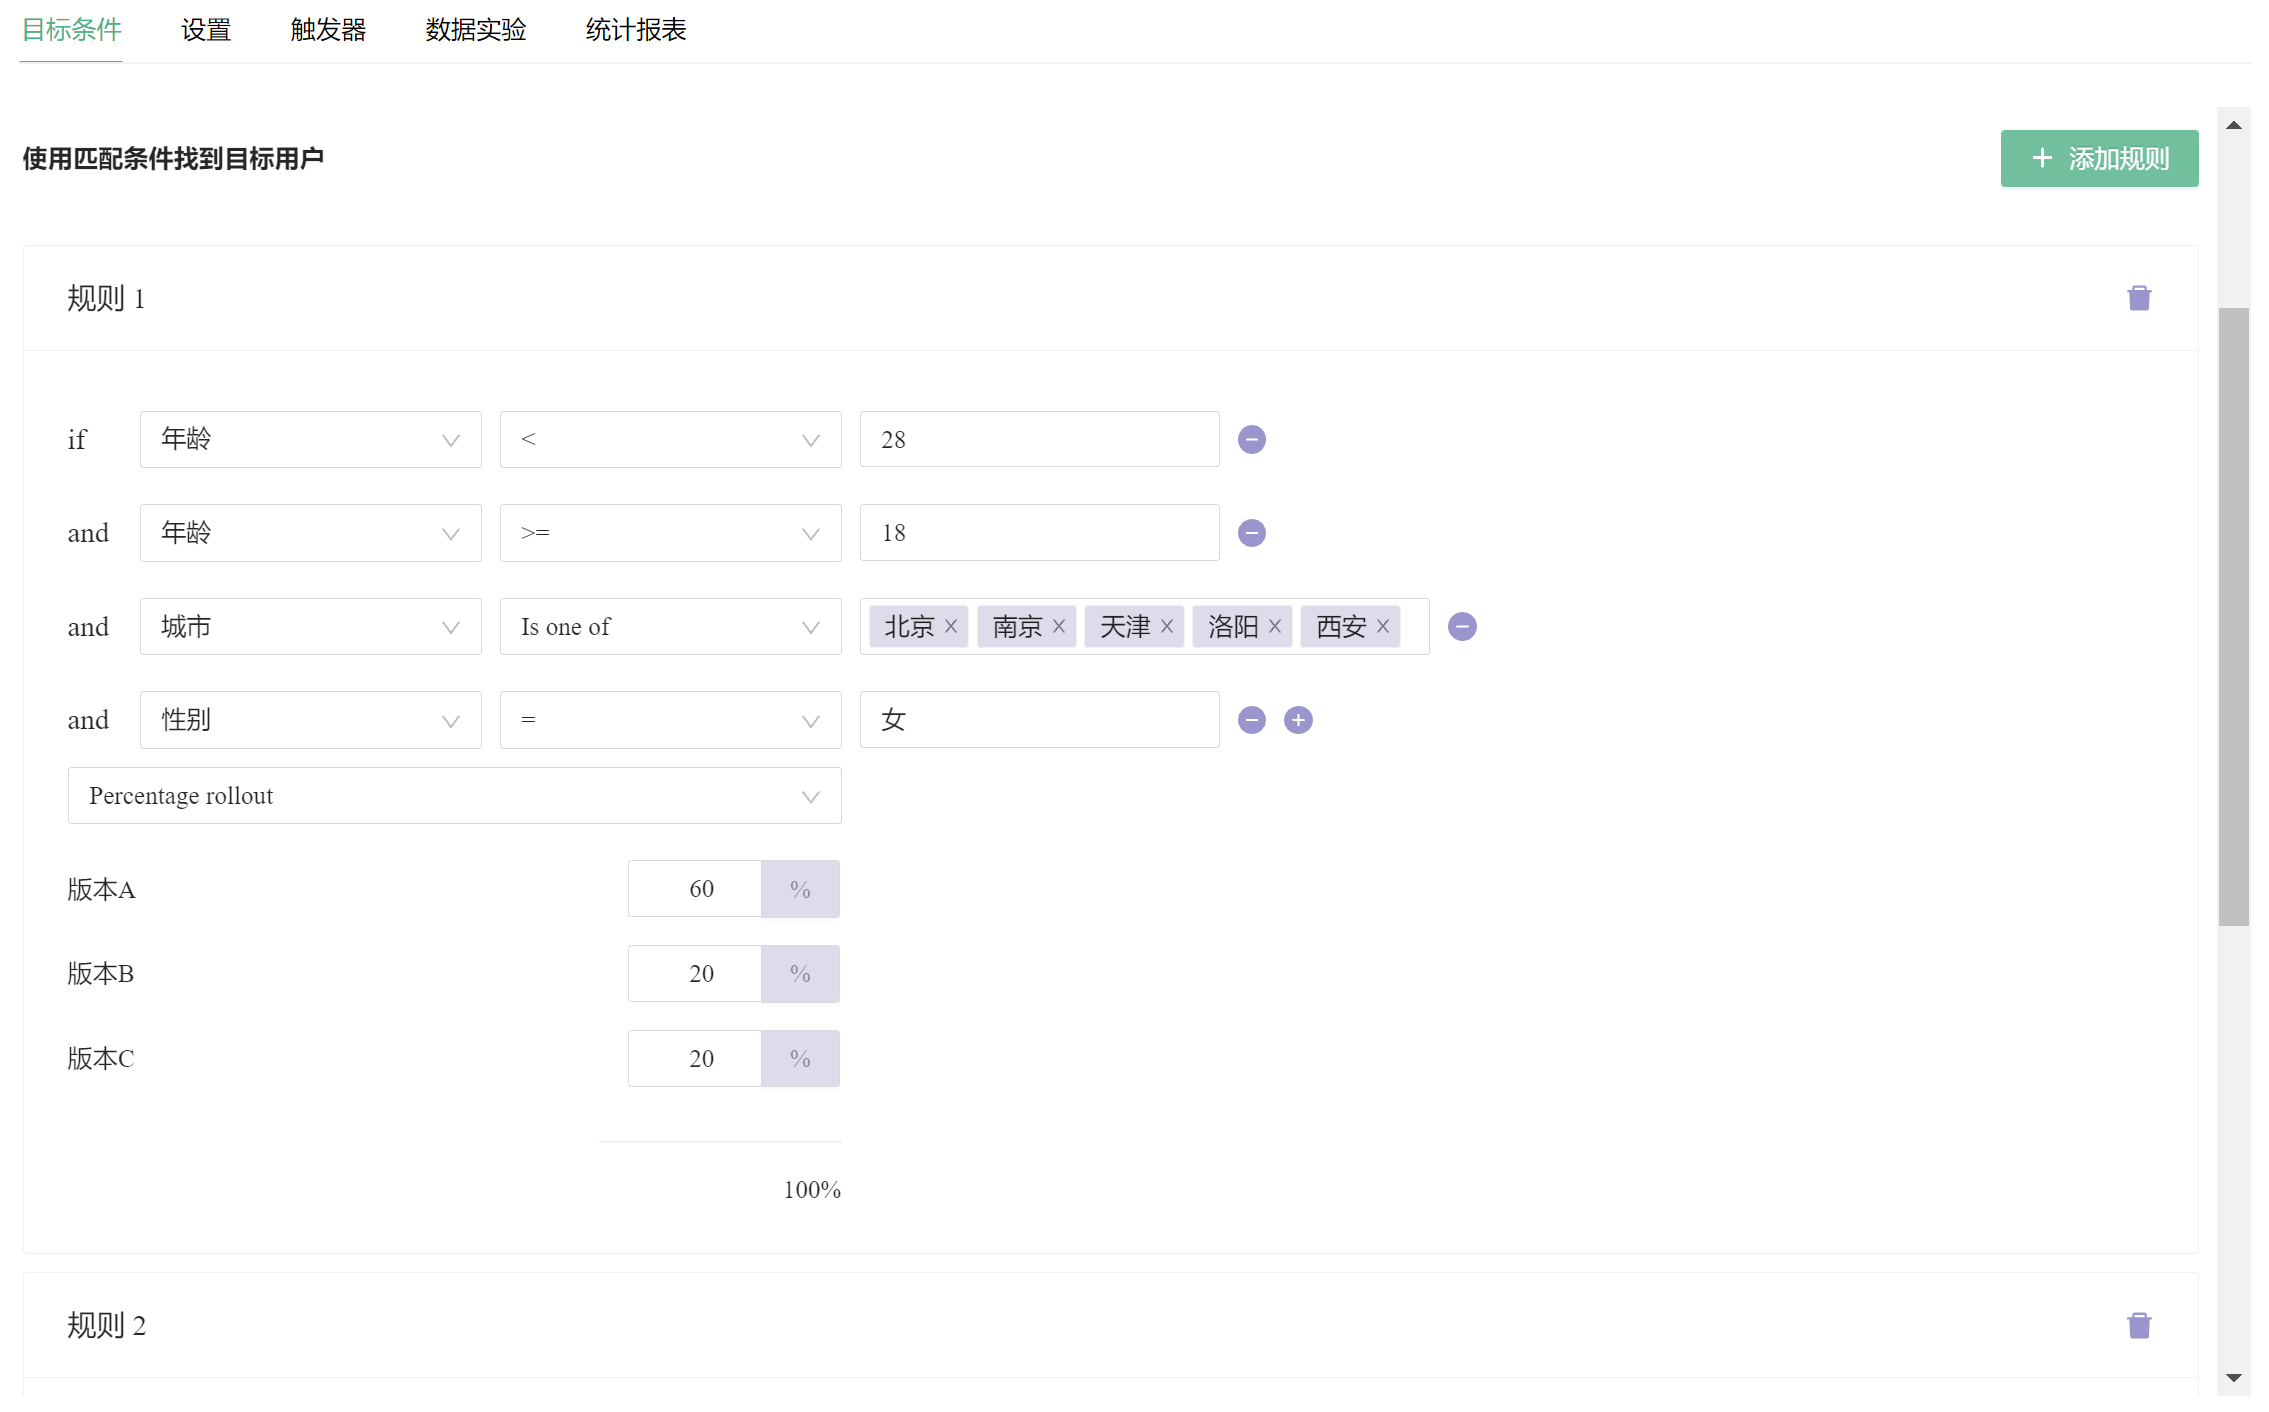 目标条件 设置 触发器 数据实验 统计报表
使用匹配条件找到目标用户 + 添加规则
规则 1
if 年龄 < 28
and 年龄 >= 18
and 城市 Is one of 北京 × 南京 × 天津 × 洛阳 × 西安 ×
and 性别 = 女
Percentage rollout
版本A 60 %
版本B 20 %
版本C 20 %
100%
规则 2